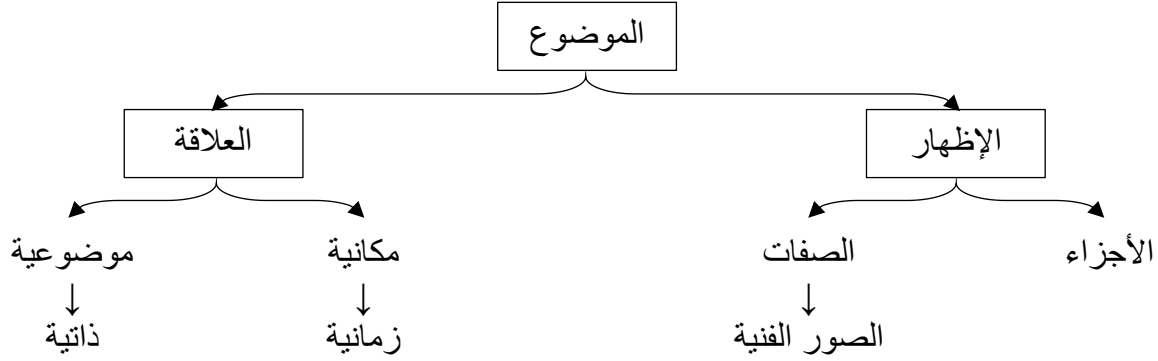 الموضوع
الإظهار
العلاقة
الأجزاء
الصفات
مكانية
موضوعية
الصور الفنية
زمانية
ذاتية